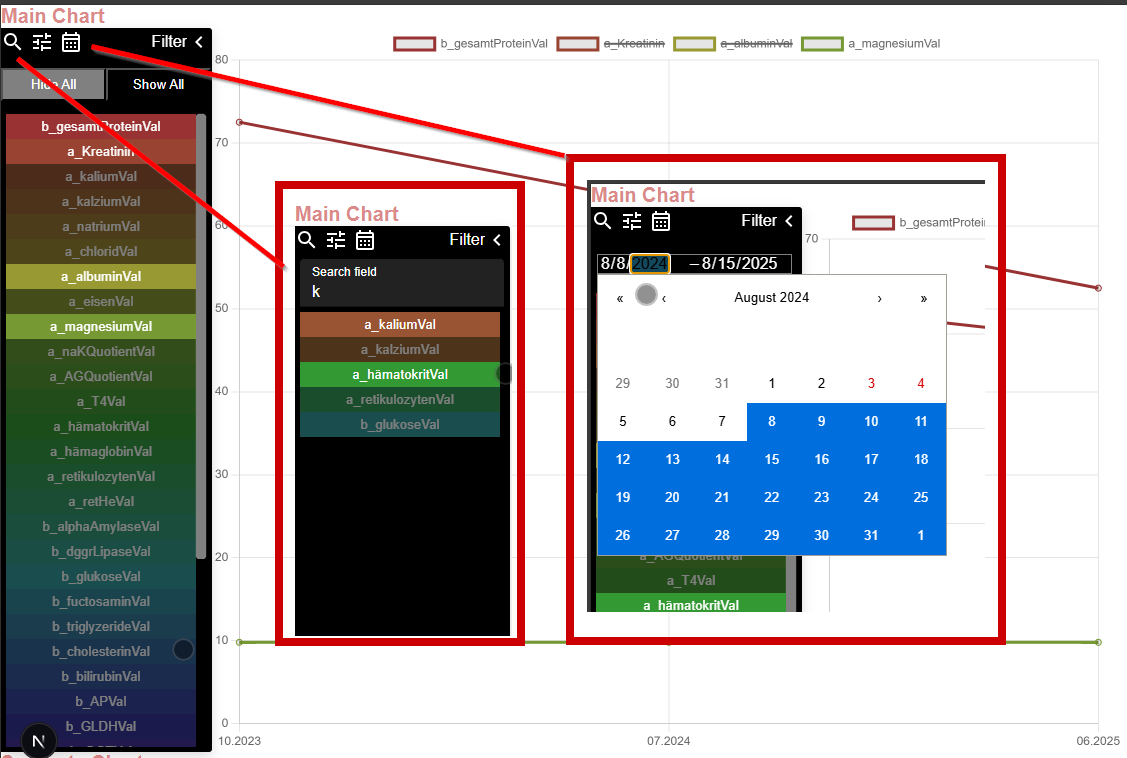 Main Chart
Filter
Hide All Show All
b_gesamtProteinVal
a_Kreatinin
a_kaliumVal
a_kalziumVal
a_natriumVal
a_chloridVal
a_albuminVal
a_eisenVal
a_magnesiumVal
a_naKQuotientVal
a_AGQuotientVal
a_T4Val
a_hämatokritVal
a_hämaglobinVal
a_retikulozytenVal
a_retHeVal
b_alphaAmylaseVal
b_dggrLipaseVal
b_glukoseVal
b_fuctosaminVal
b_triglyzerideVal
b_cholesterinVal
b_bilirubinVal
b_APVal
b_GLDHVal
N
b_gesamtProteinVal a_Kreatinin a_albuminVal a_magnesiumVal
80
70
60
50
40
30
20
10
0
10.2023 07.2024 06.2025
Main Chart
Filter
Search field
k
a_kaliumVal
a_kalziumVal
a_hämatokritVal
a_retikulozytenVal
b_glukoseVal
Main Chart
Filter
b_gesamtProtei
70
8/8/2024 – 8/15/2025
« ‹ August 2024 › »
29 30 31 1 2 3 4
5 6 7 8 9 10 11
12 13 14 15 16 17 18
19 20 21 22 23 24 25
26 27 28 29 30 31 1
a_AGQuotientVal
a_T4Val
a_hämatokritVal